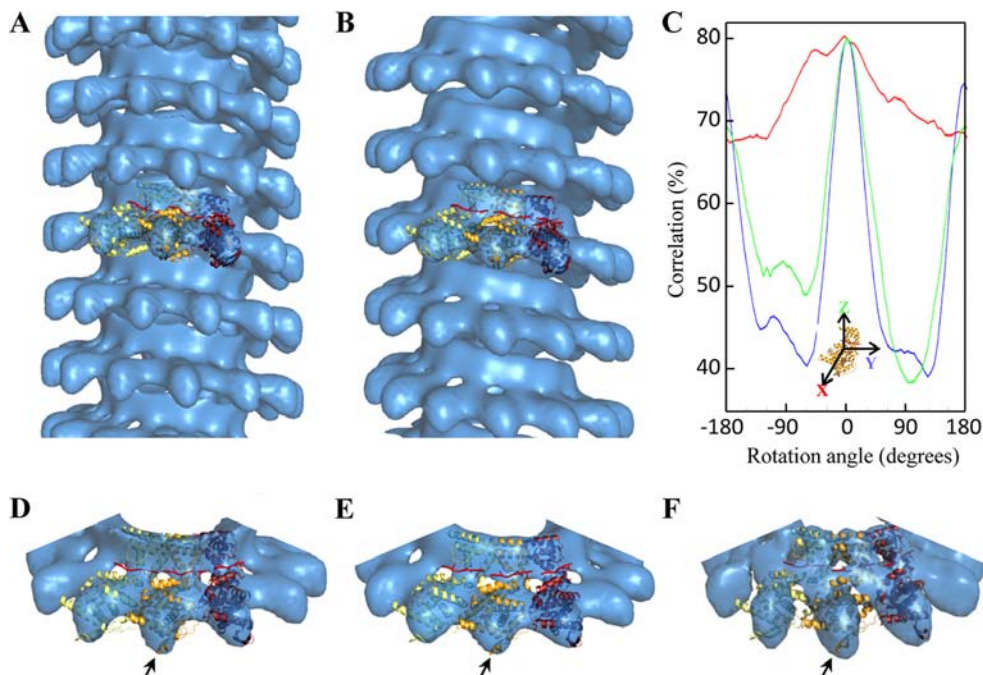 A
B
C
80
70
60
50
40
Correlation (%)
Z
Y
X
-180 -90 0 90 180
Rotation angle (degrees)
D
E
F